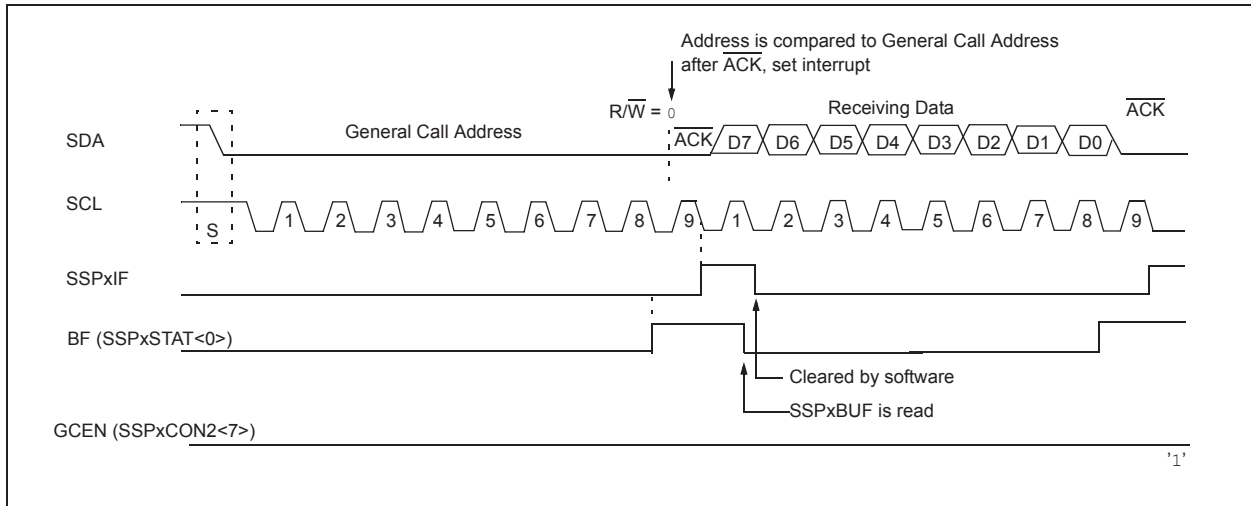 Address is compared to General Call Address
after ACK, set interrupt
R/W = 0
Receiving Data
ACK
SDA
General Call Address
ACK
D7 D6 D5 D4 D3 D2 D1 D0
SCL
S
1 2 3 4 5 6 7 8 9 1 2 3 4 5 6 7 8 9
SSPxIF
BF (SSPxSTAT<0>)
Cleared by software
SSPxBUF is read
GCEN (SSPxCON2<7>)
'1'